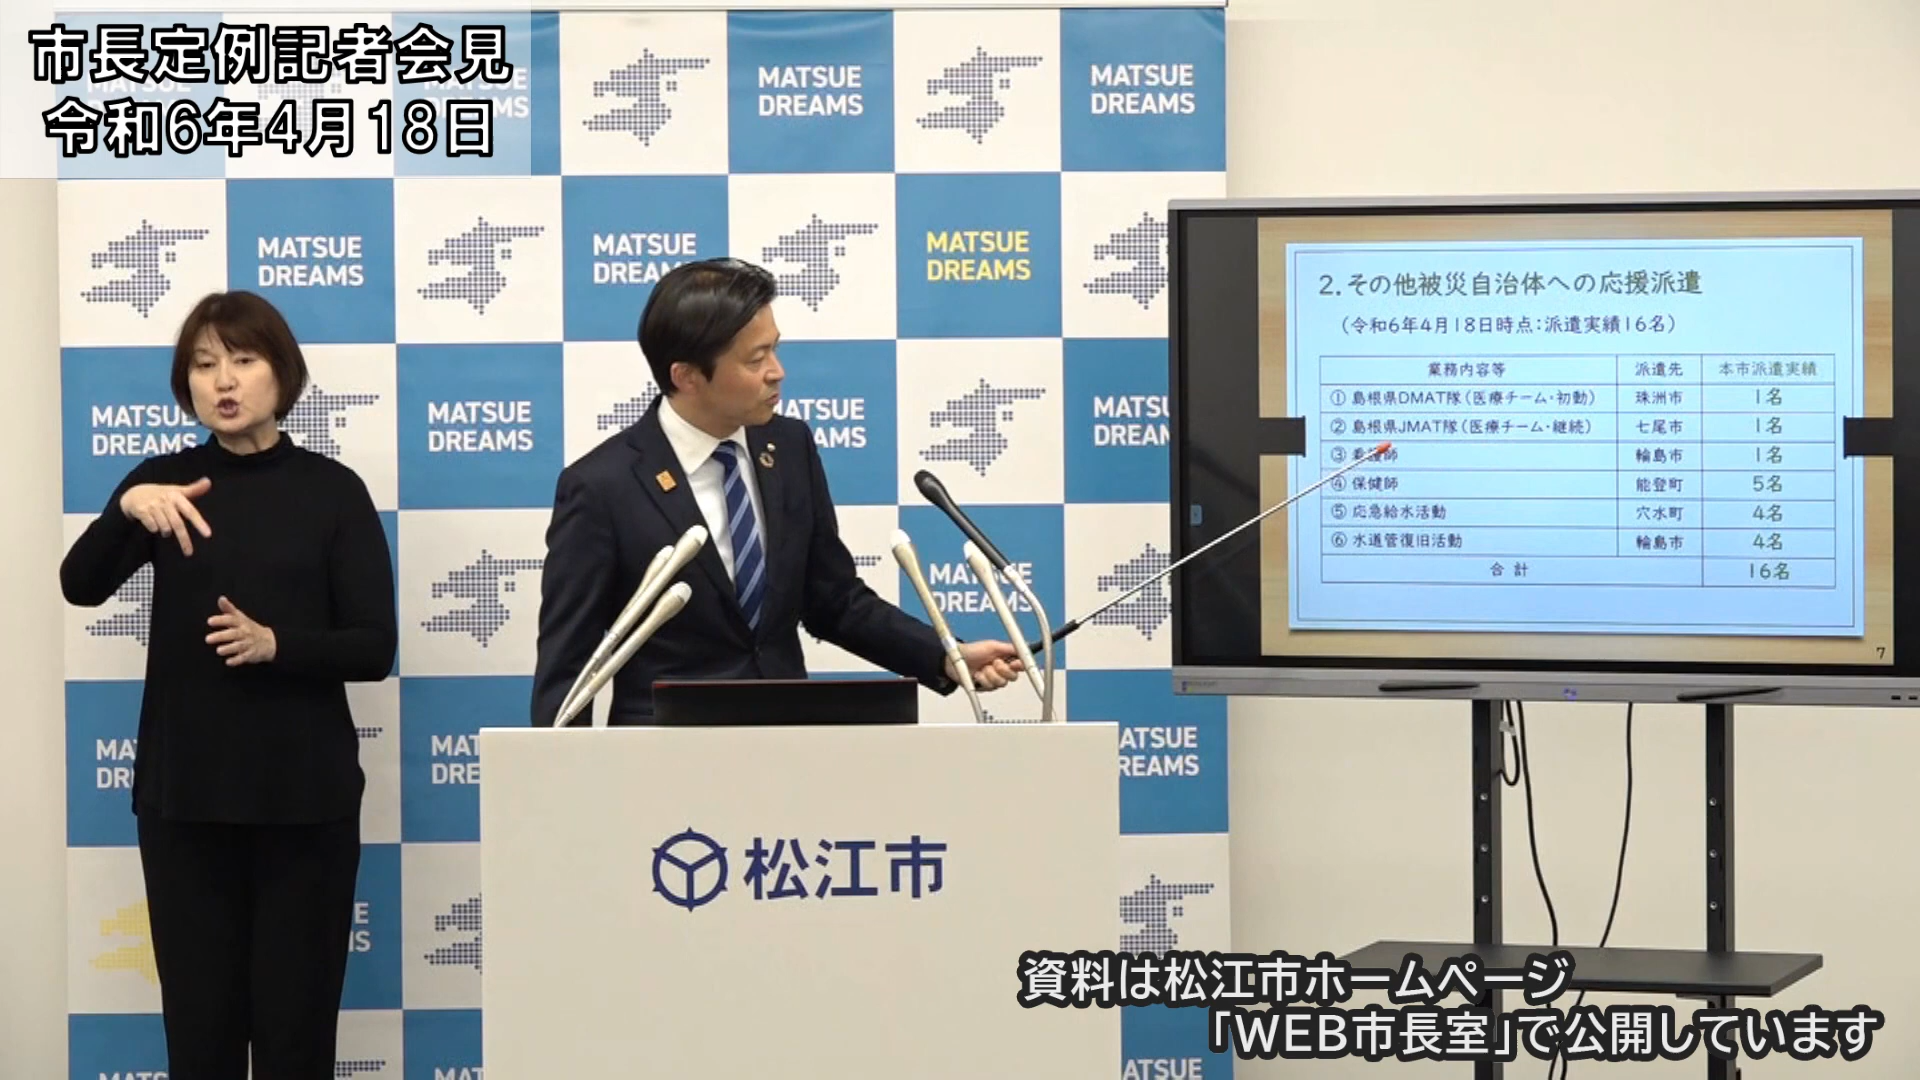 市長定例記者会見
令和6年4月18日
MATSUE DREAMS
MATSUE DREAMS
MATSUE DREAMS
MATSUE DREAMS
MATSUE DREAMS
MATSUE DREAMS
MATSUE DREAMS
MATSUE DREAMS
MATSUE DREAMS
2.その他被災自治体への応援派遣
(令和6年4月18日時点:派遣実績16名)
業務内容等 派遣先 本市派遣実績
① 島根県DMAT隊(医療チーム・初動) 珠洲市 1名
② 島根県JMAT隊(医療チーム・継続) 七尾市 1名
③ 看護師 輪島市 1名
④ 保健師 能登町 5名
⑤ 応急給水活動 穴水町 4名
⑥ 水道管復旧活動 輪島市 4名
合計 16名
7
松江市
資料は松江市ホームページ
「WEB市長室」で公開しています